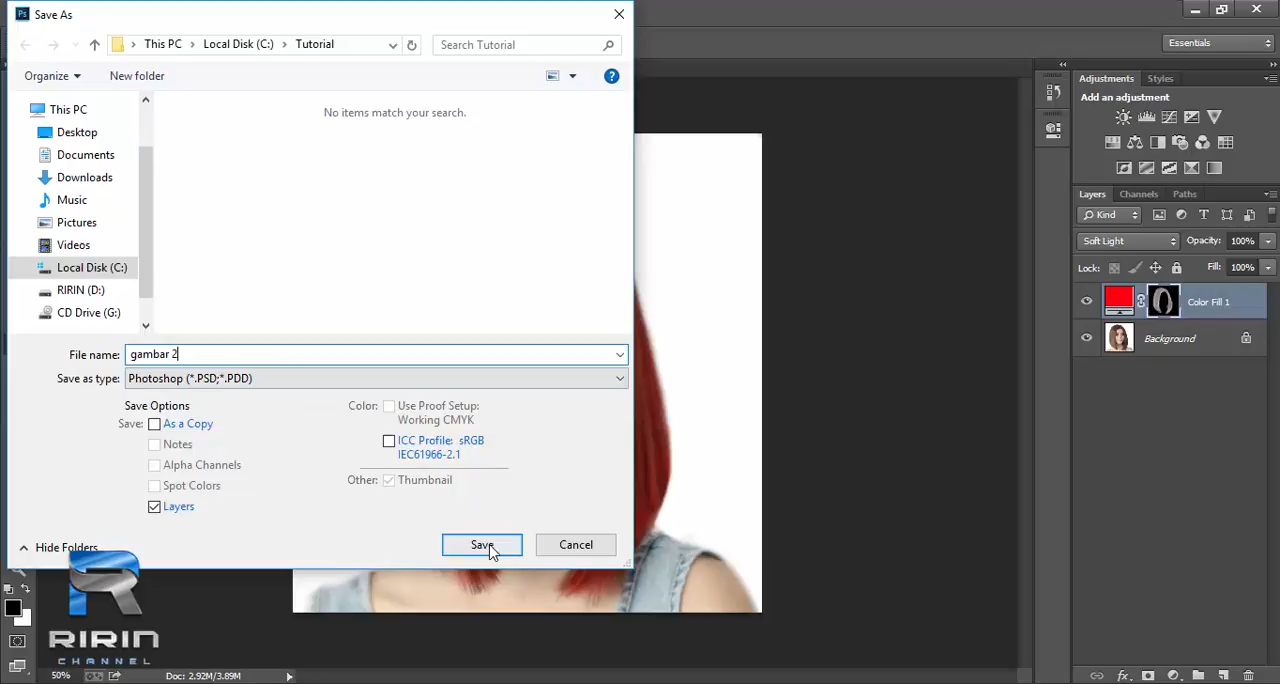 Save As
This PC
Local Disk (C:)
Tutorial
Search Tutorial
Organize
New folder
No items match your search.
This PC
Desktop
Documents
Downloads
Music
Pictures
Videos
Local Disk (C:)
RIRIN (D:)
CD Drive (G:)
File name: gambar 2
Save as type: Photoshop (*.PSD;*.PDD)
Save Options
Save: As a Copy
Notes
Alpha Channels
Spot Colors
Layers
Color: Use Proof Setup:
Working CMYK
ICC Profile: sRGB
IEC61966-2.1
Other: Thumbnail
Hide Folders
Save
Cancel
RIRIN
CHANNEL
50%
Doc: 2.92M/3.89M
Essentials
Adjustments
Styles
Add an adjustment
Layers
Channels
Paths
Kind
Soft Light
Opacity: 100%
Lock:
Fill: 100%
Color Fill 1
Background